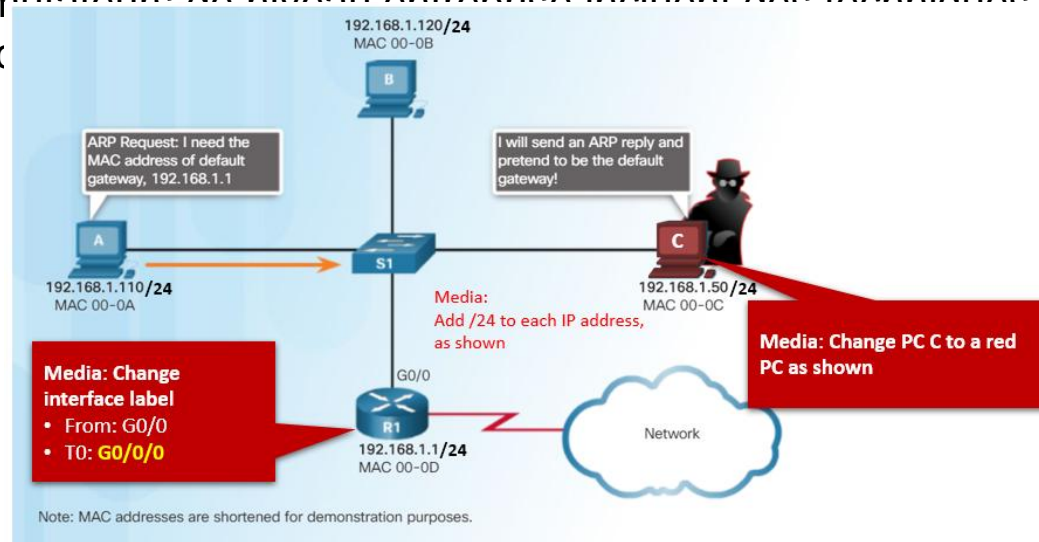 192.168.1.120/24
MAC 00-0B
B
ARP Request: I need the
MAC address of default
gateway, 192.168.1.1
I will send an ARP reply and
pretend to be the default
gateway!
A
S1
C
192.168.1.110/24
MAC 00-0A
192.168.1.50/24
MAC 00-0C
Media:
Add /24 to each IP address,
as shown
Media: Change PC C to a red
PC as shown
Media: Change
interface label
• From: G0/0
• T0: G0/0/0
G0/0
R1
192.168.1.1/24
MAC 00-0D
Network
Note: MAC addresses are shortened for demonstration purposes.